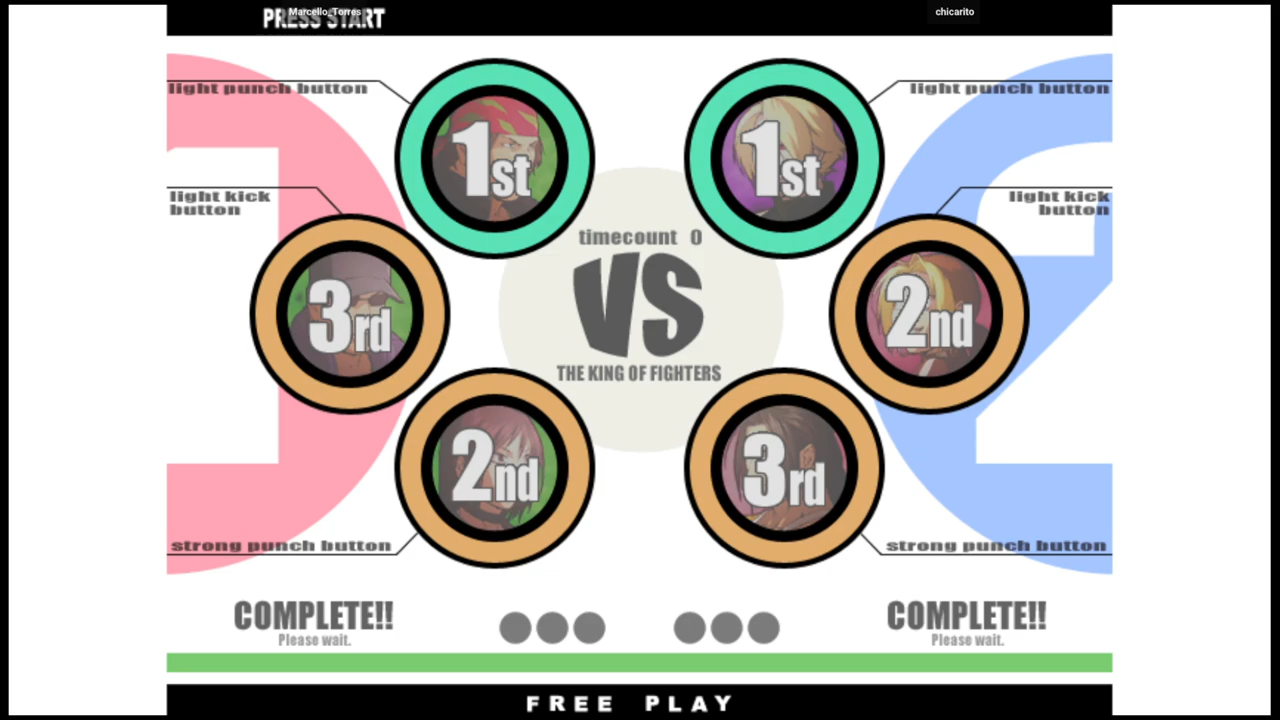 PRESS START
Marcello_Torres
chicarito
light punch button
light punch button
1st
1st
light kick
button
light kick
button
timecount 0
VS
THE KING OF FIGHTERS
3rd
2nd
2nd
3rd
strong punch button
strong punch button
COMPLETE!!
Please wait.
COMPLETE!!
Please wait.
FREE PLAY